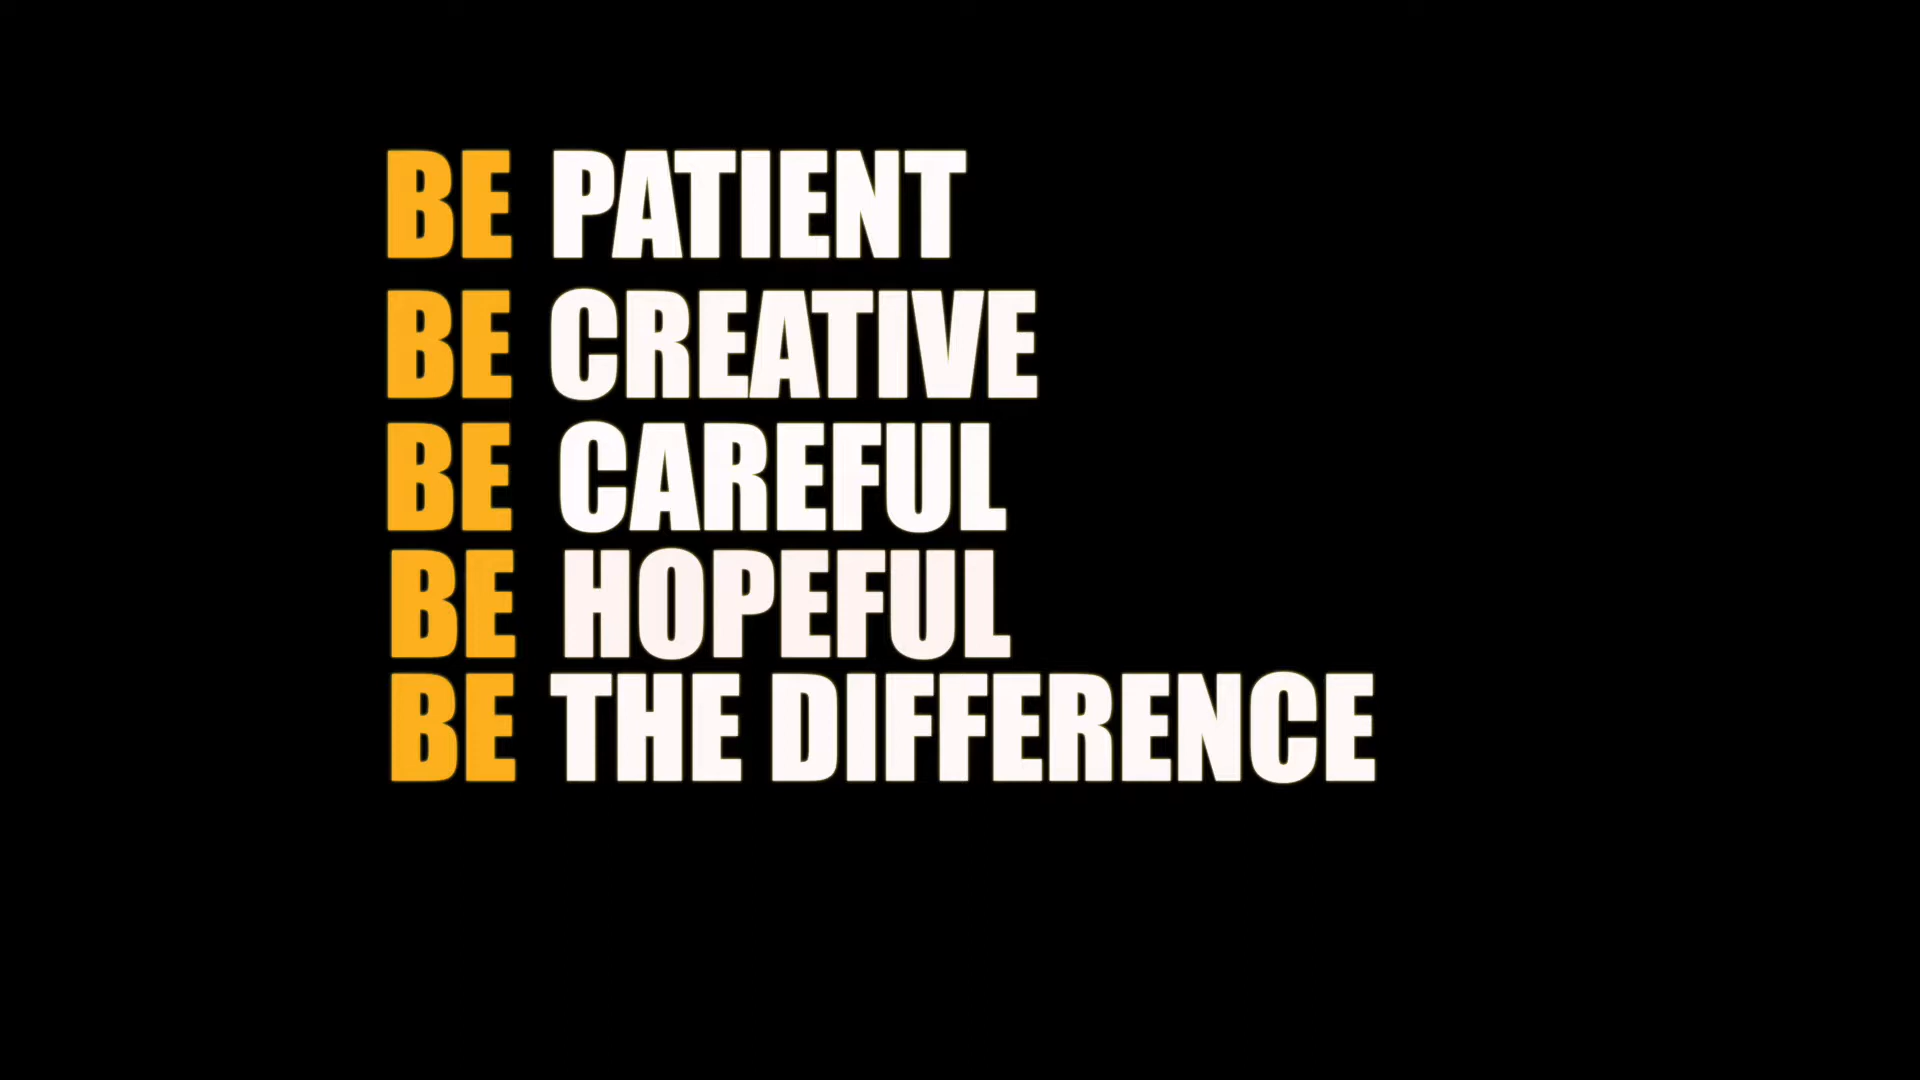 BE PATIENT
BE CREATIVE
BE CAREFUL
BE HOPEFUL
BE THE DIFFERENCE